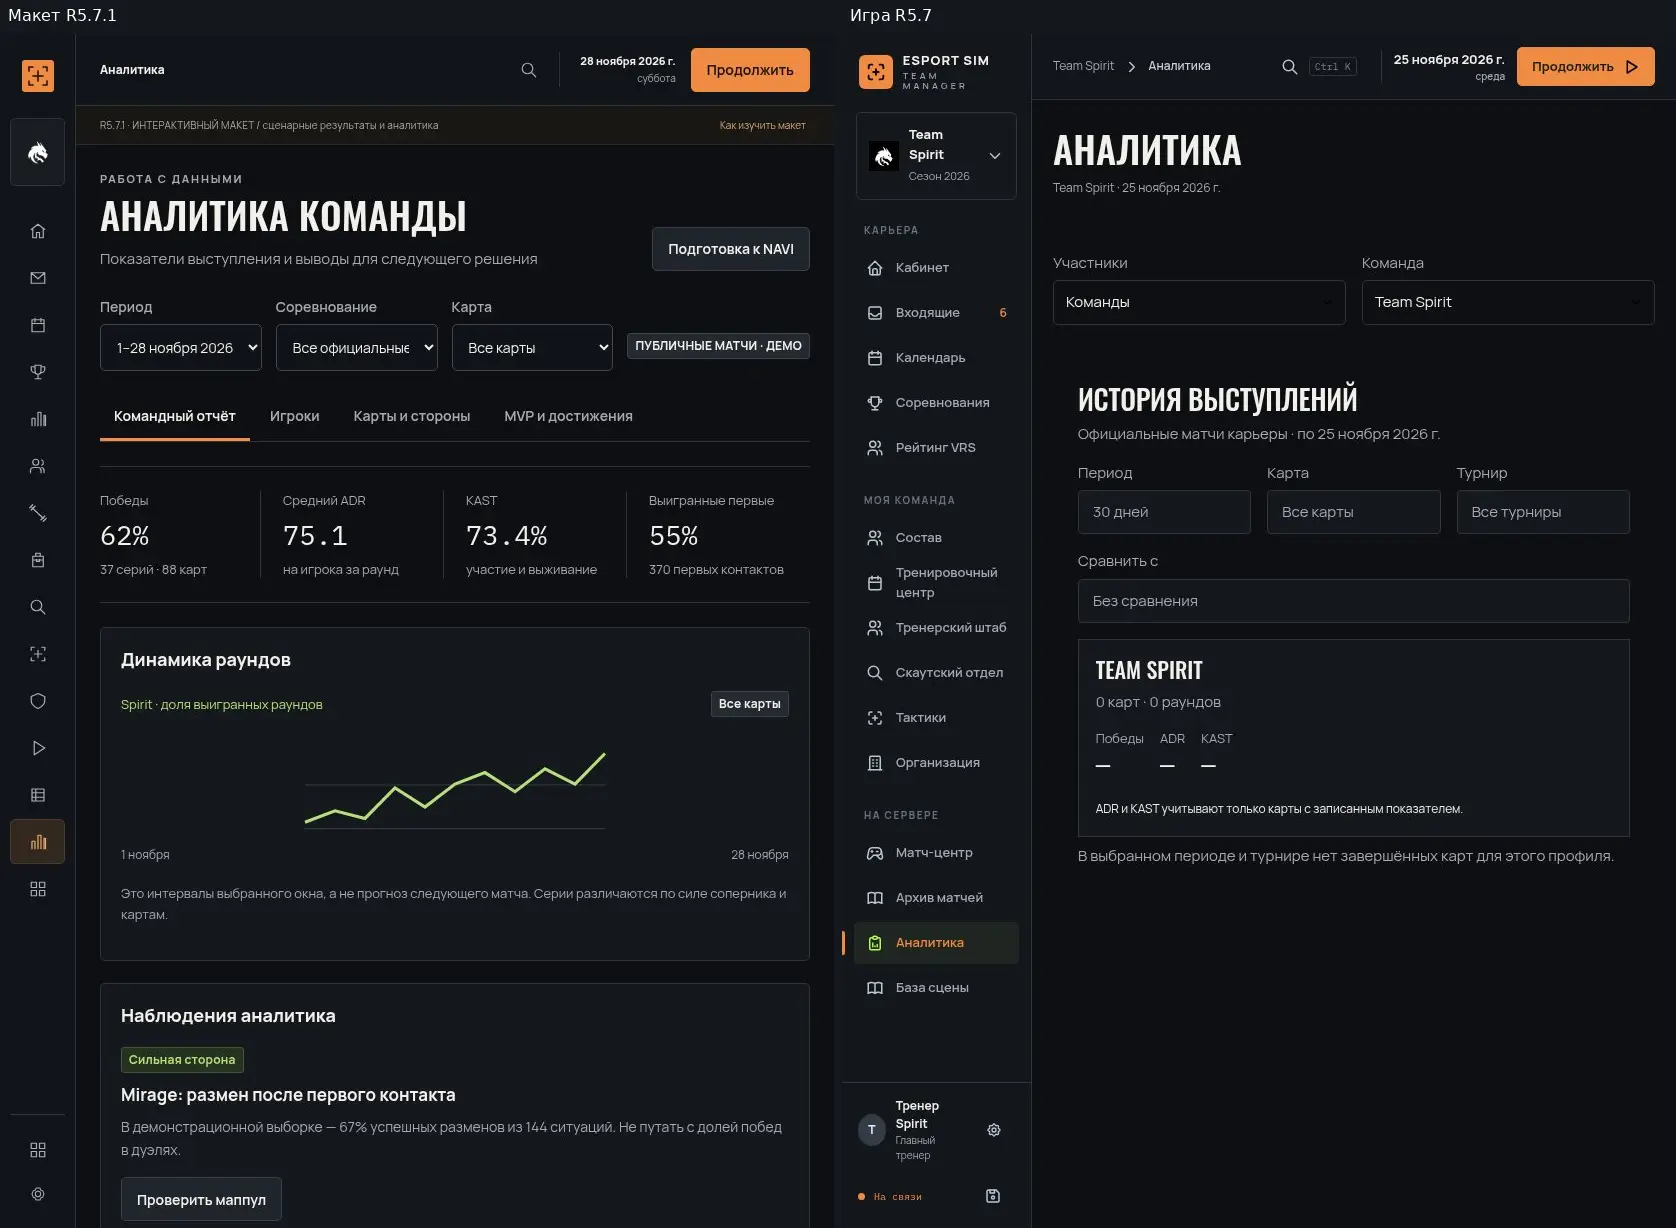 Макет R5.7.1
Аналитика
28 ноября 2026 г.
суббота
Продолжить
R5.7.1 · ИНТЕРАКТИВНЫЙ МАКЕТ / сценарные результаты и аналитика
Как изучить макет
РАБОТА С ДАННЫМИ
АНАЛИТИКА КОМАНДЫ
Показатели выступления и выводы для следующего решения
Подготовка к NAVI
Период
Соревнование
Карта
1–28 ноября 2026
Все официальные
Все карты
ПУБЛИЧНЫЕ МАТЧИ · ДЕМО
Командный отчёт
Игроки
Карты и стороны
MVP и достижения
Победы
Средний ADR
KAST
Выигранные первые
62%
75.1
73.4%
55%
37 серий · 88 карт
на игрока за раунд
участие и выживание
370 первых контактов
Динамика раундов
Spirit · доля выигранных раундов
Все карты
1 ноября
28 ноября
Это интервалы выбранного окна, а не прогноз следующего матча. Серии различаются по силе соперника и
картам.
Наблюдения аналитика
Сильная сторона
Mirage: размен после первого контакта
В демонстрационной выборке — 67% успешных разменов из 144 ситуаций. Не путать с долей побед
в дуэлях.
Проверить маппул
Игра R5.7
ESPORT SIM
TEAM
MANAGER
Team
Spirit
Сезон 2026
КАРЬЕРА
Кабинет
Входящие
6
Календарь
Соревнования
Рейтинг VRS
МОЯ КОМАНДА
Состав
Тренировочный
центр
Тренерский штаб
Скаутский отдел
Тактики
Организация
НА СЕРВЕРЕ
Матч-центр
Архив матчей
Аналитика
База сцены
Т
Тренер
Spirit
Главный
тренер
На связи
Team Spirit
Аналитика
Ctrl K
25 ноября 2026 г.
среда
Продолжить
АНАЛИТИКА
Team Spirit · 25 ноября 2026 г.
Участники
Команда
Команды
Team Spirit
ИСТОРИЯ ВЫСТУПЛЕНИЙ
Официальные матчи карьеры · по 25 ноября 2026 г.
Период
Карта
Турнир
30 дней
Все карты
Все турниры
Сравнить с
Без сравнения
TEAM SPIRIT
0 карт · 0 раундов
Победы
ADR
KAST
—
—
—
ADR и KAST учитывают только карты с записанным показателем.
В выбранном периоде и турнире нет завершённых карт для этого профиля.